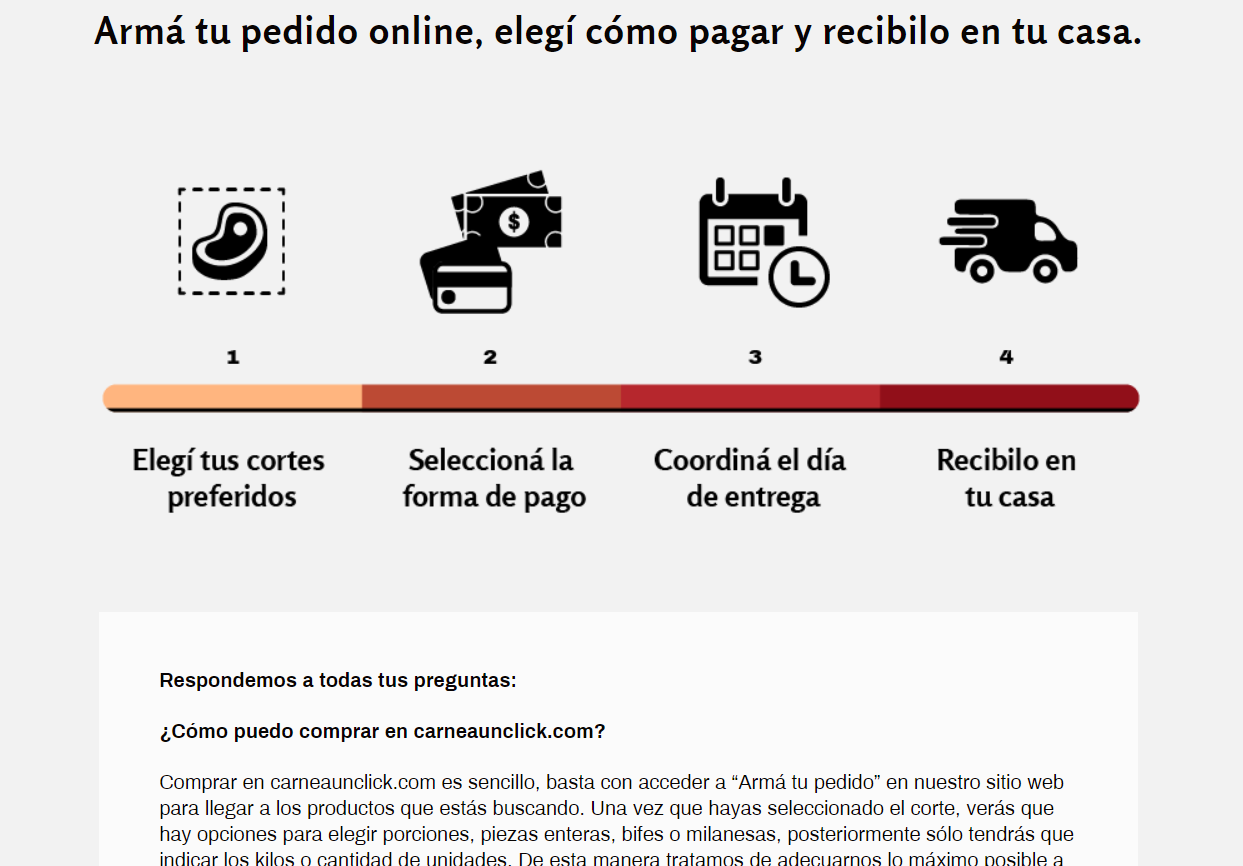 Armá tu pedido online, elegí cómo pagar y recibilo en tu casa.
$
1
2
3
4
Elegí tus cortes
preferidos
Seleccioná la
forma de pago
Coordiná el día
de entrega
Recibilo en
tu casa
Respondemos a todas tus preguntas:
¿Cómo puedo comprar en carneaunclick.com?
Comprar en carneaunclick.com es sencillo, basta con acceder a “Armá tu pedido” en nuestro sitio web
para llegar a los productos que estás buscando. Una vez que hayas seleccionado el corte, verás que
hay opciones para elegir porciones, piezas enteras, bifes o milanesas, posteriormente sólo tendrás que
indicar los kilos o cantidad de unidades. De esta manera tratamos de adecuarnos lo máximo posible a